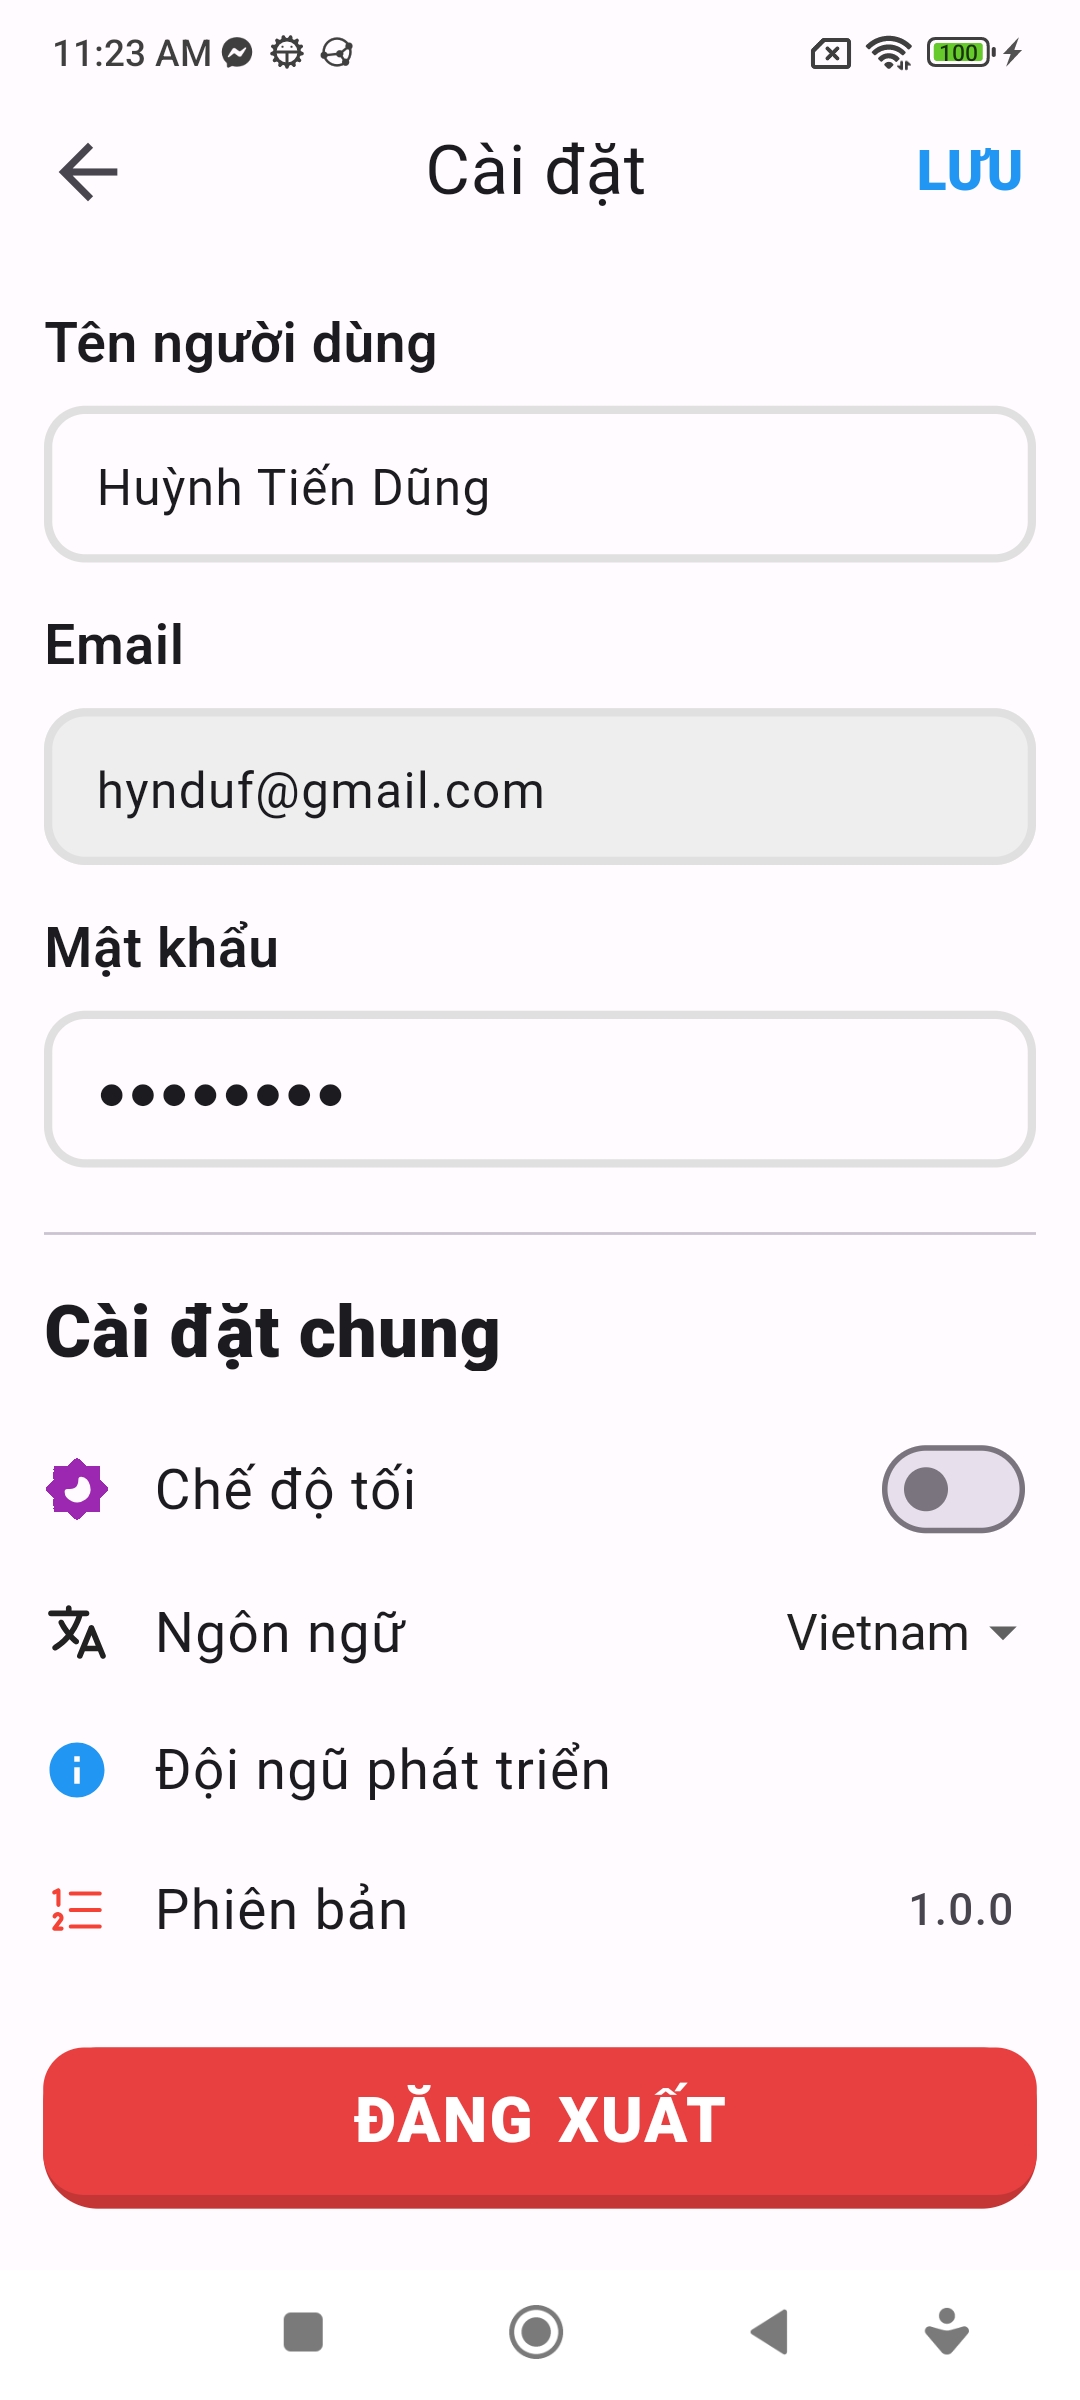 11:23 AM
100
Cài đặt
LƯU
Tên người dùng
Huỳnh Tiến Dũng
Email
hynduf@gmail.com
Mật khẩu
••••••••
Cài đặt chung
Chế độ tối
Ngôn ngữ
Vietnam
Đội ngũ phát triển
Phiên bản
1.0.0
ĐĂNG XUẤT